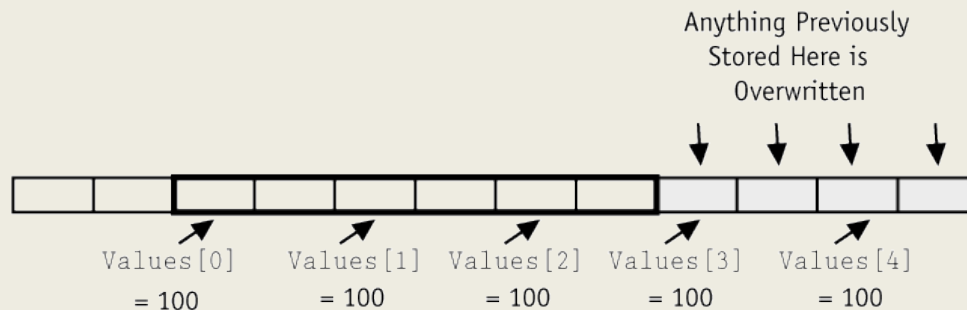 Anything Previously
Stored Here is
Overwritten
Values[0] Values[1] Values[2] Values[3] Values[4]
= 100 = 100 = 100 = 100 = 100